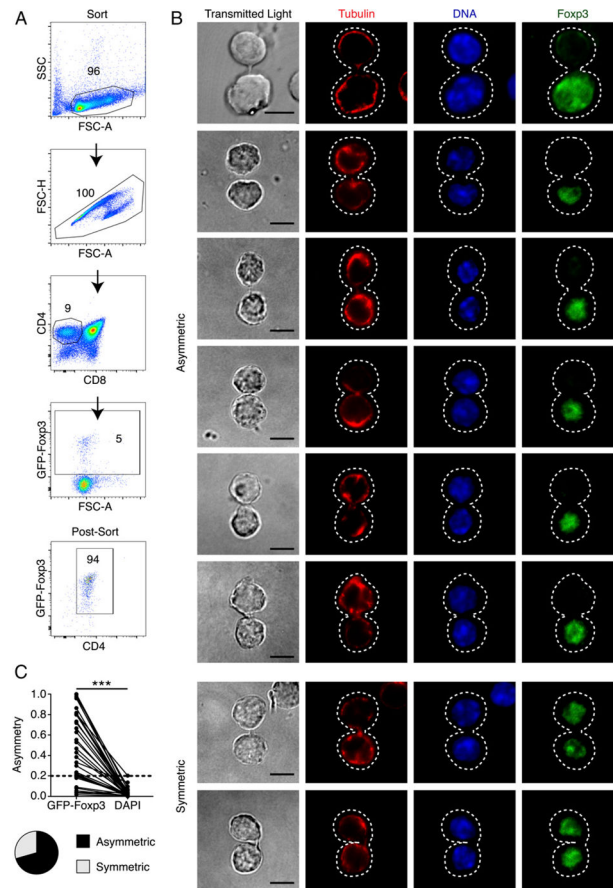 A
Sort
96
SSC
FSC-A
100
FSC-H
FSC-A
9
CD4
CD8
GFP-Foxp3
5
FSC-A
Post-Sort
94
GFP-Foxp3
CD4
B
Transmitted Light
Tubulin
DNA
Foxp3
Asymmetric
Symmetric
C
***
Asymmetry
1.0
0.8
0.6
0.4
0.2
0.0
GFP-Foxp3 DAPI
Asymmetric
Symmetric